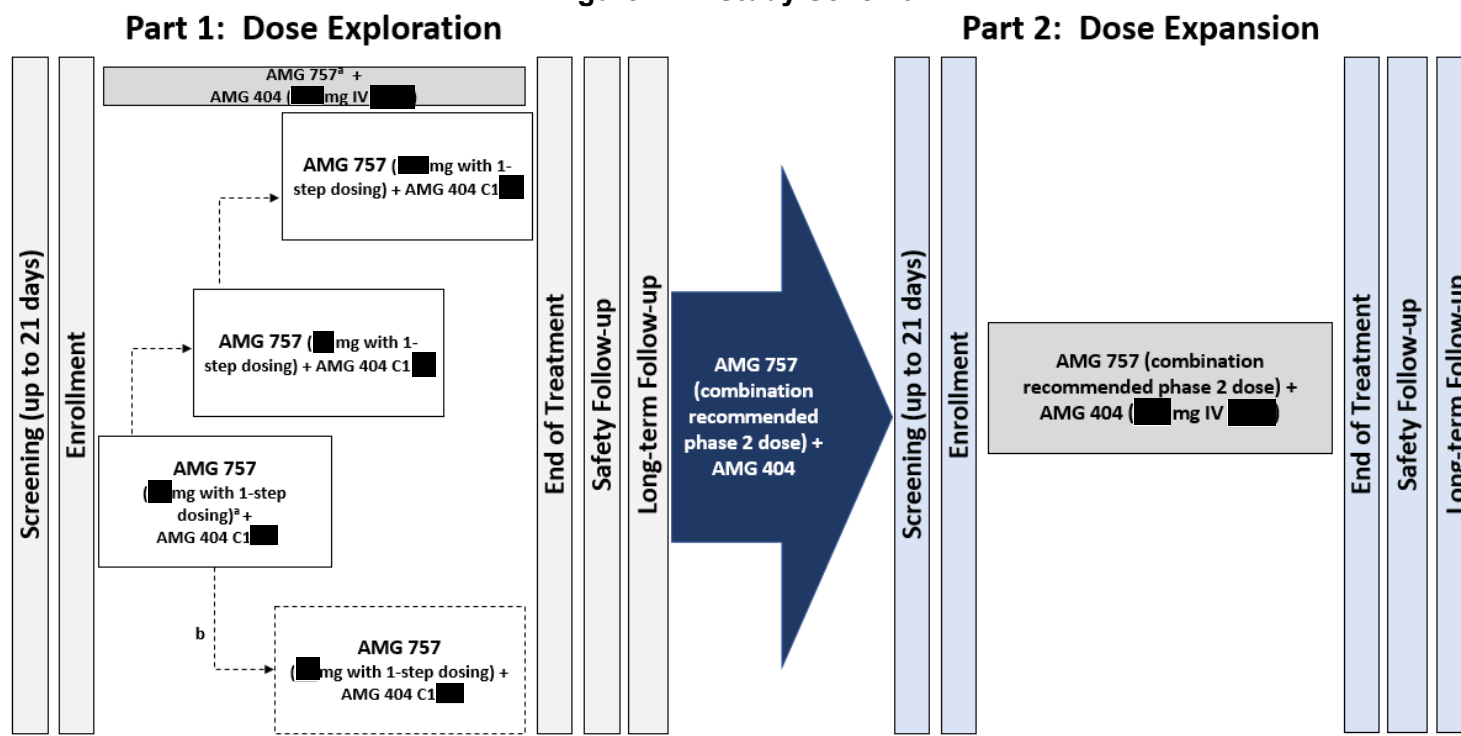 Part 1: Dose Exploration
Screening (up to 21 days)
Enrollment
AMG 757ᵃ +
AMG 404 ( mg IV )
AMG 757 ( mg with 1-
step dosing) + AMG 404 C1
AMG 757 ( mg with 1-
step dosing) + AMG 404 C1
AMG 757
( mg with 1-step
dosing)ᵃ +
AMG 404 C1
b
AMG 757
( mg with 1-step dosing) +
AMG 404 C1
End of Treatment
Safety Follow-up
Long-term Follow-up
AMG 757
(combination
recommended
phase 2 dose) +
AMG 404
Part 2: Dose Expansion
Screening (up to 21 days)
Enrollment
AMG 757 (combination
recommended phase 2 dose) +
AMG 404 ( mg IV )
End of Treatment
Safety Follow-up
Long-term Follow-up